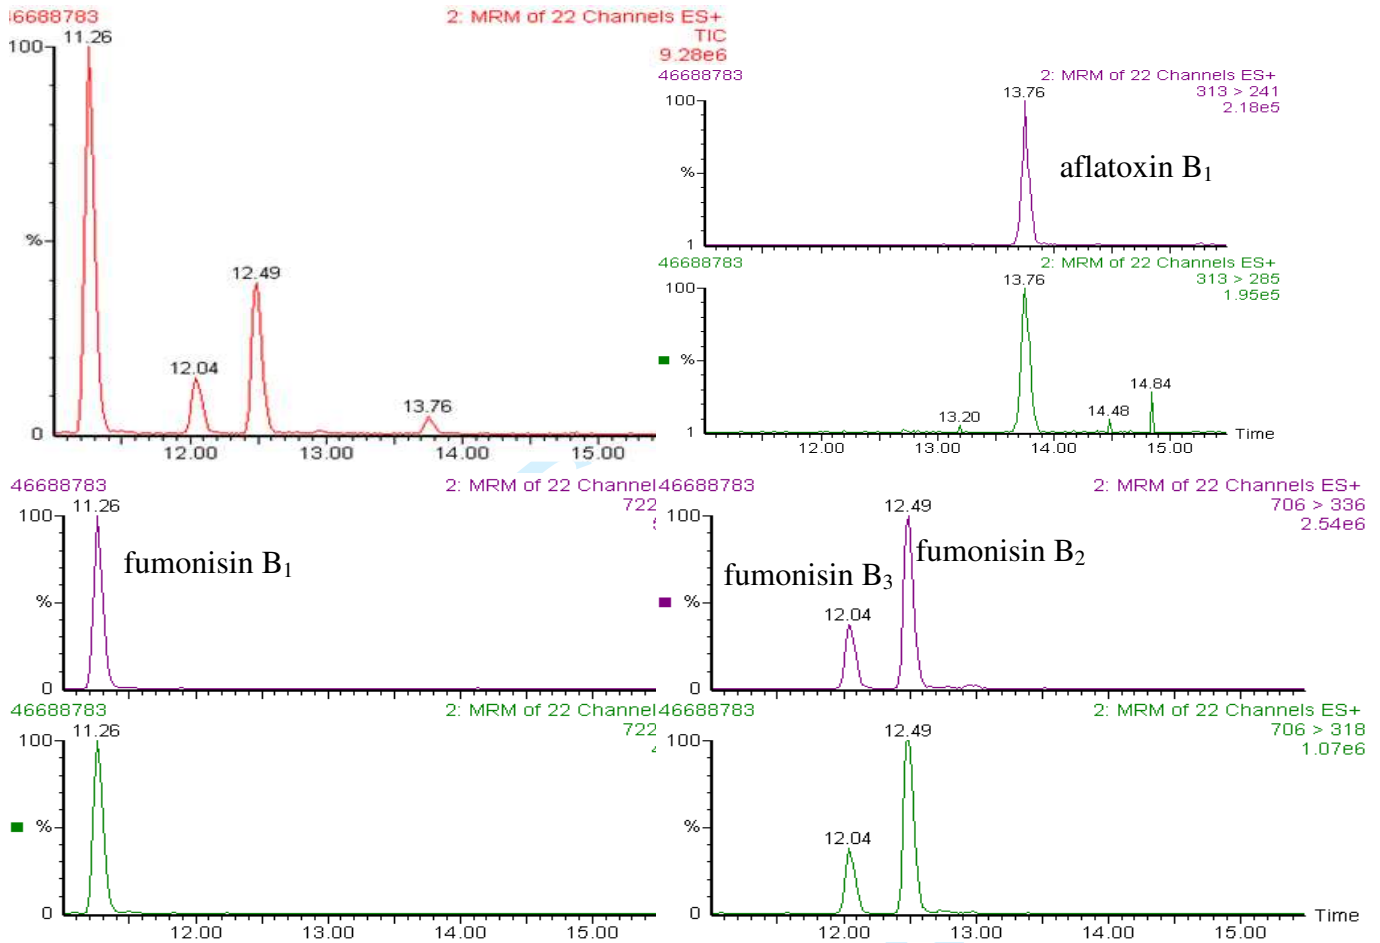 46688783
2: MRM of 22 Channels ES+
TIC
9.28e6
100
11.26
%
12.49
12.04
13.76
0
12.00 13.00 14.00 15.00
46688783
2: MRM of 22 Channels ES+
313 > 241
2.18e5
100
13.76
aflatoxin B₁
%
1
46688783
2: MRM of 22 Channels ES+
313 > 285
1.95e5
100
13.76
%
14.84
13.20
14.48
1
12.00 13.00 14.00 15.00
Time
46688783
2: MRM of 22 Channel
722
100
11.26
fumonisin B₁
%
0
46688783
2: MRM of 22 Channel
722
100
11.26
%
0
12.00 13.00 14.00 15.00
46688783
2: MRM of 22 Channels ES+
706 > 336
2.54e6
100
12.49
fumonisin B₂
fumonisin B₃
%
12.04
0
46688783
2: MRM of 22 Channels ES+
706 > 318
1.07e6
100
12.49
%
12.04
0
12.00 13.00 14.00 15.00
Time